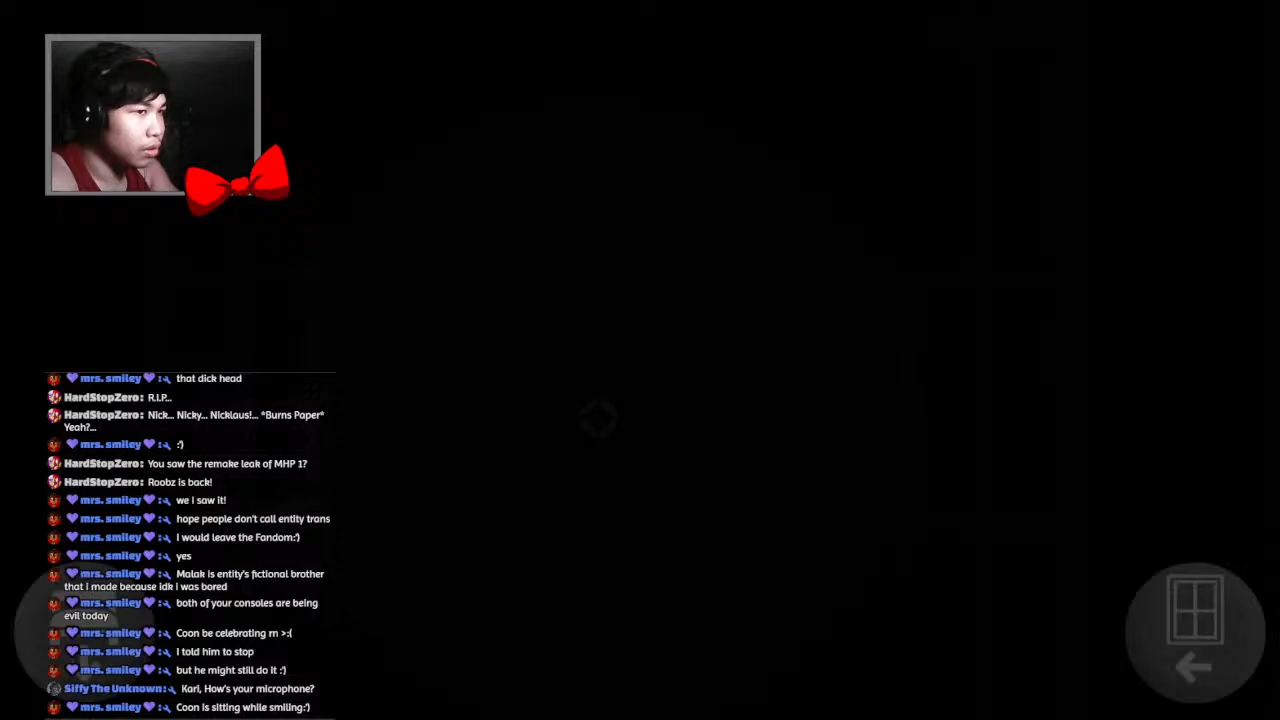 mrs. smiley : that dick head
HardStopZero: R.I.P...
HardStopZero: Nick... Nicky... Nicklaus!... *Burns Paper*
Yeah?...
mrs. smiley : :')
HardStopZero: You saw the remake leak of MHP 1?
HardStopZero: Roobz is back!
mrs. smiley : we I saw it!
mrs. smiley : hope people don't call entity trans
mrs. smiley : I would leave the Fandom:')
mrs. smiley : yes
mrs. smiley : Malak is entity's fictional brother
that i made because idk i was bored
mrs. smiley : both of your consoles are being
evil today
mrs. smiley : Coon be celebrating rn >:(
mrs. smiley : I told him to stop
mrs. smiley : but he might still do it :')
Siffy The Unknown: Kari, How's your microphone?
mrs. smiley : Coon is sitting while smiling:')